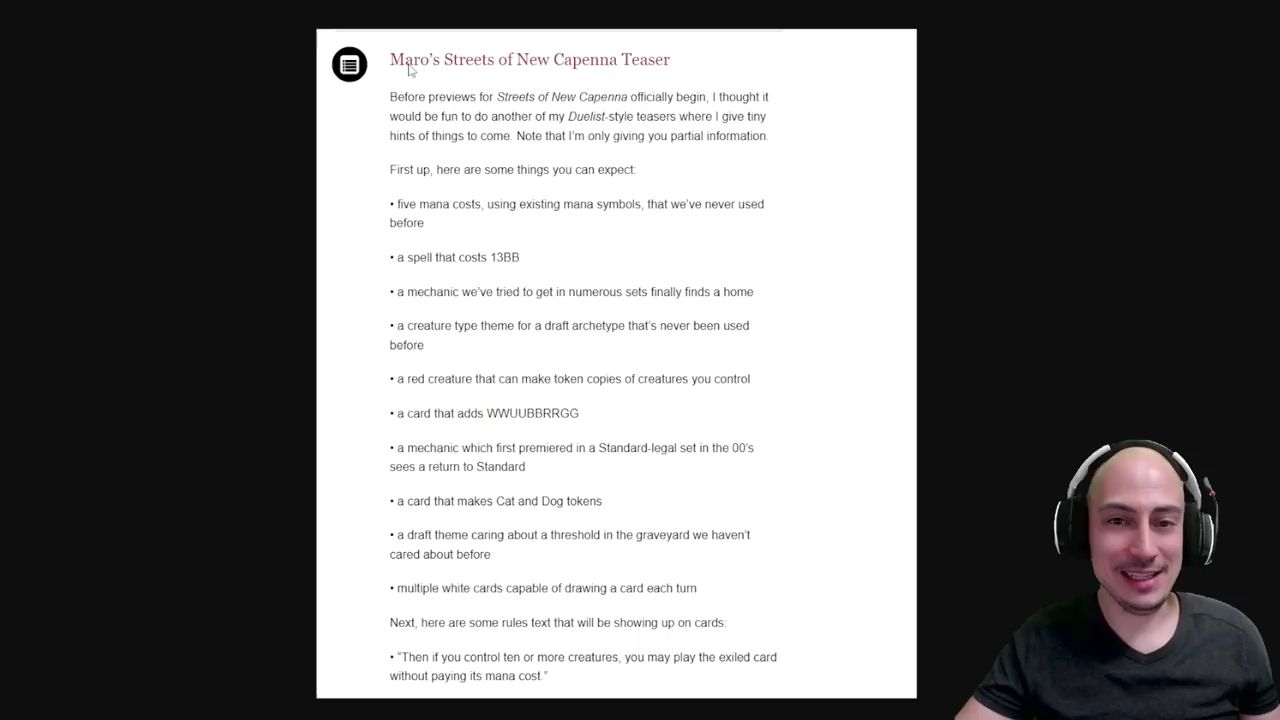 Maro’s Streets of New Capenna Teaser
Before previews for Streets of New Capenna officially begin, I thought it
would be fun to do another of my Duelist-style teasers where I give tiny
hints of things to come. Note that I’m only giving you partial information.
First up, here are some things you can expect:
• five mana costs, using existing mana symbols, that we’ve never used
before
• a spell that costs 13BB
• a mechanic we’ve tried to get in numerous sets finally finds a home
• a creature type theme for a draft archetype that’s never been used
before
• a red creature that can make token copies of creatures you control
• a card that adds WWUUBBRRGG
• a mechanic which first premiered in a Standard-legal set in the 00’s
sees a return to Standard
• a card that makes Cat and Dog tokens
• a draft theme caring about a threshold in the graveyard we haven’t
cared about before
• multiple white cards capable of drawing a card each turn
Next, here are some rules text that will be showing up on cards:
• “Then if you control ten or more creatures, you may play the exiled card
without paying its mana cost.”